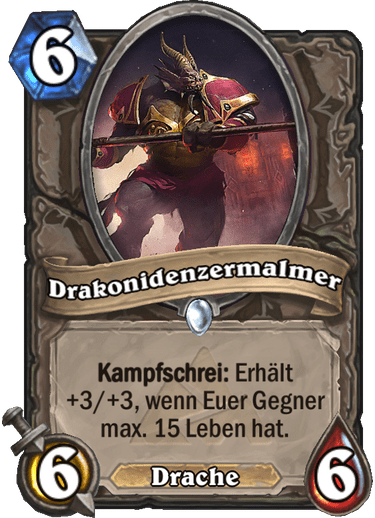 6
Drakonidenzermalmer
Kampfschrei: Erhält
+3/+3, wenn Euer Gegner
max. 15 Leben hat.
6 Drache 6